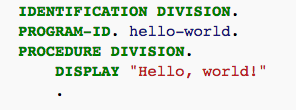 IDENTIFICATION DIVISION.
PROGRAM-ID. hello-world.
PROCEDURE DIVISION.
    DISPLAY "Hello, world!"
    .